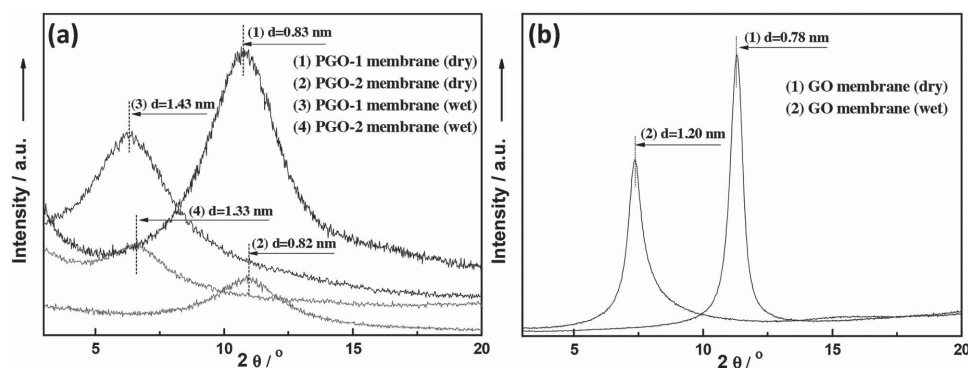 (a)
(1) d=0.83 nm
(1) PGO-1 membrane (dry)
(2) PGO-2 membrane (dry)
(3) PGO-1 membrane (wet)
(4) PGO-2 membrane (wet)
(3) d=1.43 nm
(4) d=1.33 nm
(2) d=0.82 nm
Intensity / a.u.
5 10 15 20
2 θ / °
(b)
(1) d=0.78 nm
(1) GO membrane (dry)
(2) GO membrane (wet)
(2) d=1.20 nm
Intensity / a.u.
5 10 15 20
2 θ / °